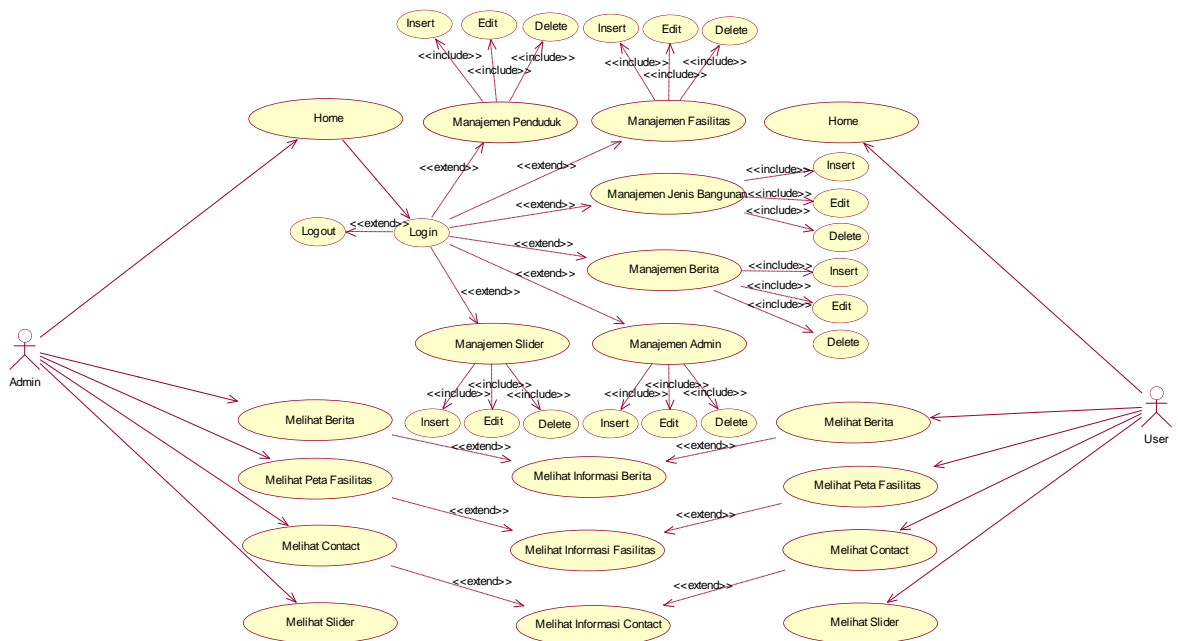 Insert
Edit
Delete
Insert
Edit
Delete
<<include>>
<<include>>
<<include>>
<<include>>
<<include>>
<<include>>
Home
Manajemen Penduduk
Manajemen Fasilitas
Home
<<extend>>
<<extend>>
<<include>>
Insert
Manajemen Jenis Bangunan
<<include>>
Edit
<<extend>>
<<include>>
Logout
<<extend>>
Login
Delete
<<extend>>
Manajemen Berita
<<include>>
Insert
<<extend>>
<<include>>
<<extend>>
<<include>>
Edit
Manajemen Slider
Manajemen Admin
Delete
Admin
<<include>>
<<include>>
<<include>>
<<include>>
<<include>>
<<include>>
Insert
Edit
Delete
Insert
Edit
Delete
Melihat Berita
Melihat Berita
User
<<extend>>
<<extend>>
Melihat Informasi Berita
Melihat Peta Fasilitas
Melihat Peta Fasilitas
<<extend>>
<<extend>>
Melihat Contact
Melihat Informasi Fasilitas
Melihat Contact
<<extend>>
<<extend>>
Melihat Slider
Melihat Informasi Contact
Melihat Slider